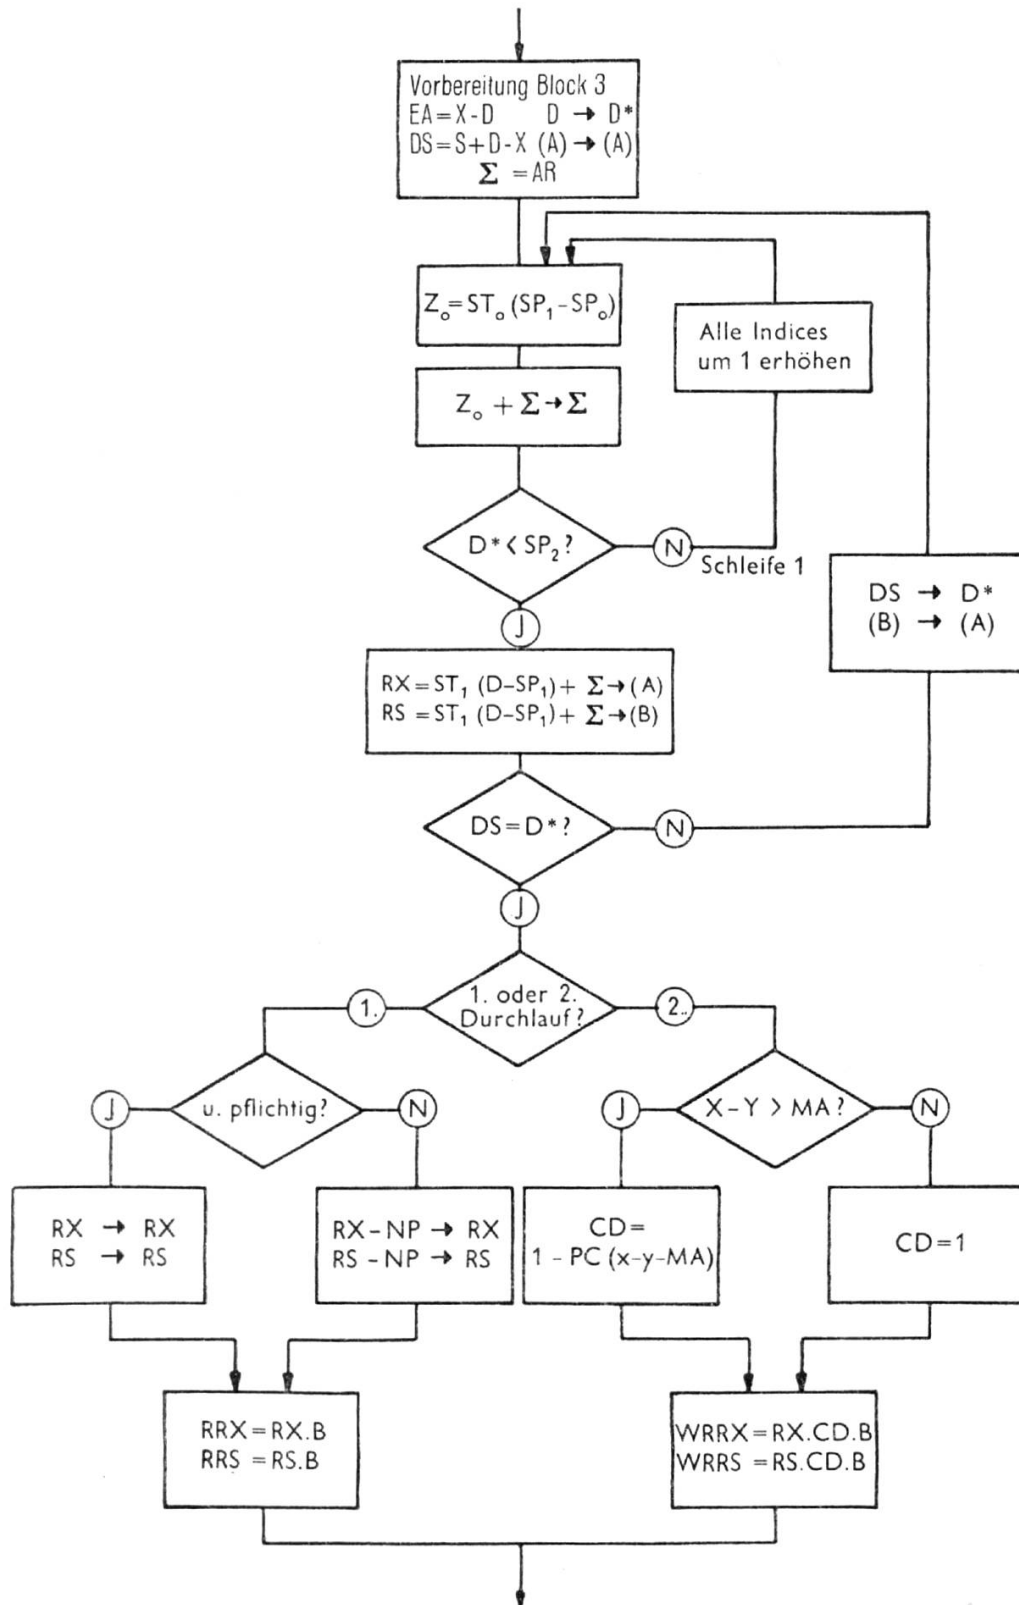 Vorbereitung Block 3
EA=X-D D → D*
DS=S+D-X (A) → (A)
Σ =AR
Z₀=ST₀ (SP₁-SP₀)
Alle Indices
um 1 erhöhen
Z₀ + Σ → Σ
D* < SP₂?
N
Schleife 1
DS → D*
(B) → (A)
J
RX=ST₁ (D-SP₁)+ Σ→(A)
RS=ST₁ (D-SP₁)+ Σ→(B)
DS=D*?
N
J
1. oder 2.
Durchlauf?
1.
2..
u. pflichtig?
J
N
X-Y > MA?
J
N
RX → RX
RS → RS
RX-NP → RX
RS-NP → RS
CD=
1-PC (x-y-MA)
CD=1
RRX=RX.B
RRS=RS.B
WRRX=RX.CD.B
WRRS=RS.CD.B